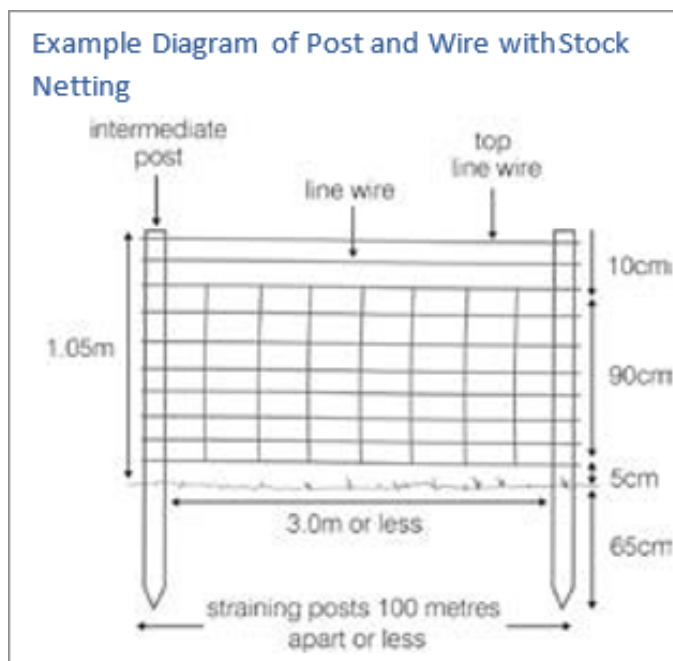 Example Diagram of Post and Wire with Stock
Netting
intermediate
post
top
line wire
line wire
10cm
1.05m
90cm
5cm
3.0m or less
65cm
straining posts 100 metres
apart or less